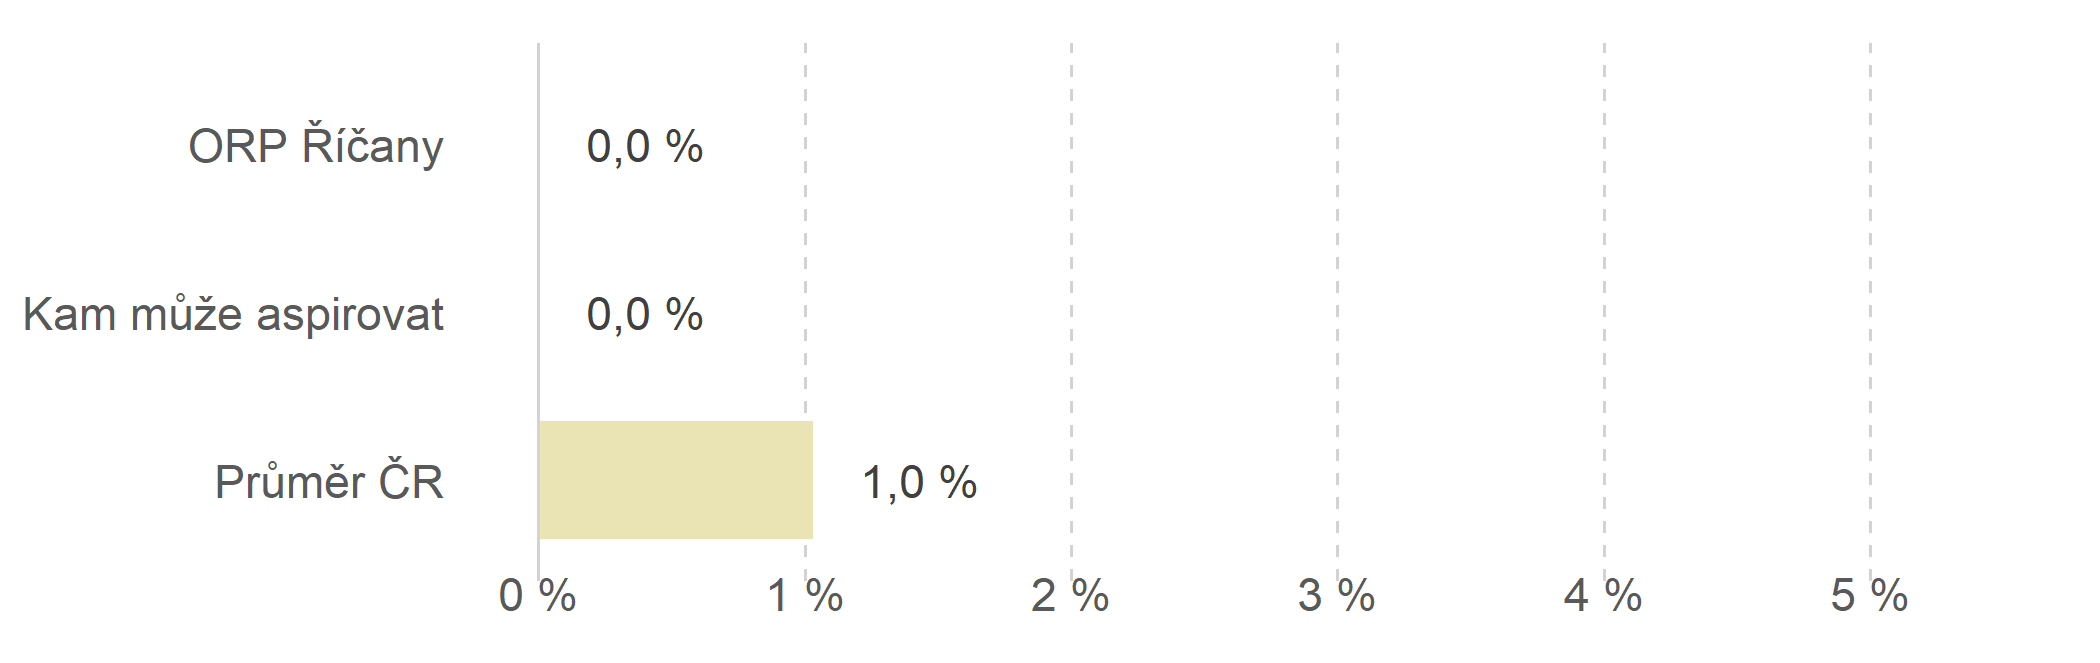 ORP Říčany 0,0 %
Kam může aspirovat 0,0 %
Průměr ČR 1,0 %
0 % 1 % 2 % 3 % 4 % 5 %